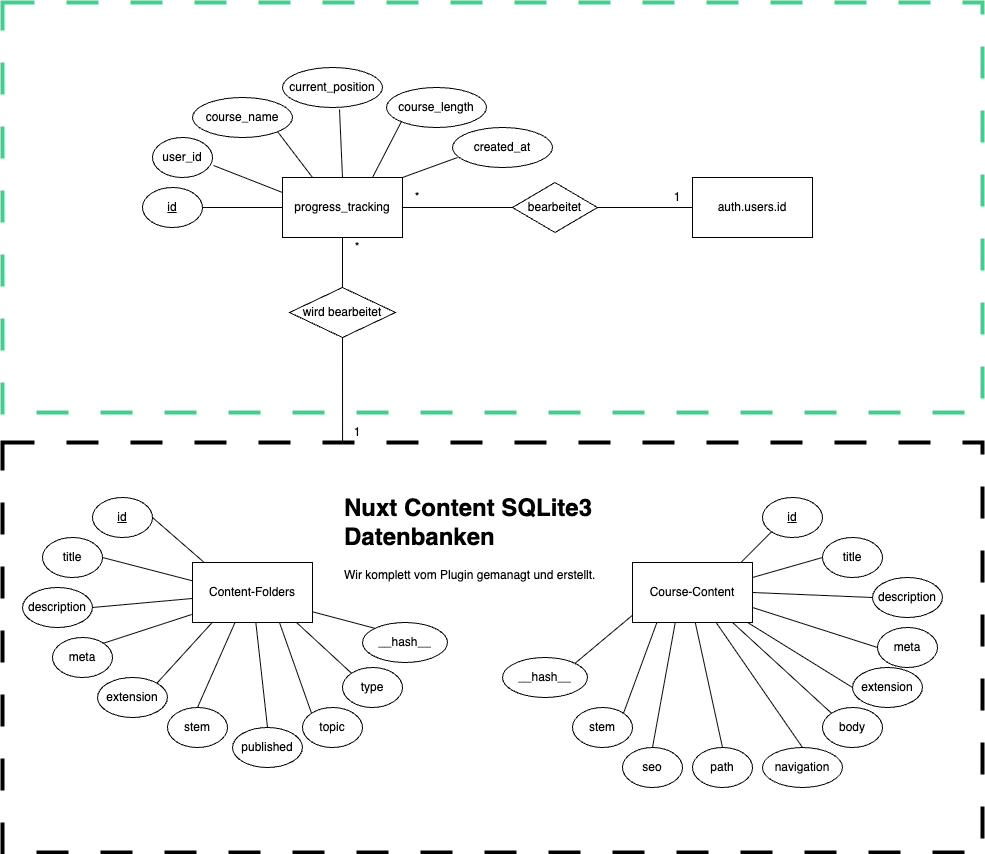 current_position
course_name
course_length
user_id
created_at
id
progress_tracking
*
bearbeitet
1
auth.users.id
*
wird bearbeitet
1
Nuxt Content SQLite3
Datenbanken
Wir komplett vom Plugin gemanagt und erstellt.
id
title
description
meta
extension
stem
published
topic
type
__hash__
Content-Folders
id
title
description
meta
extension
body
navigation
path
seo
stem
__hash__
Course-Content